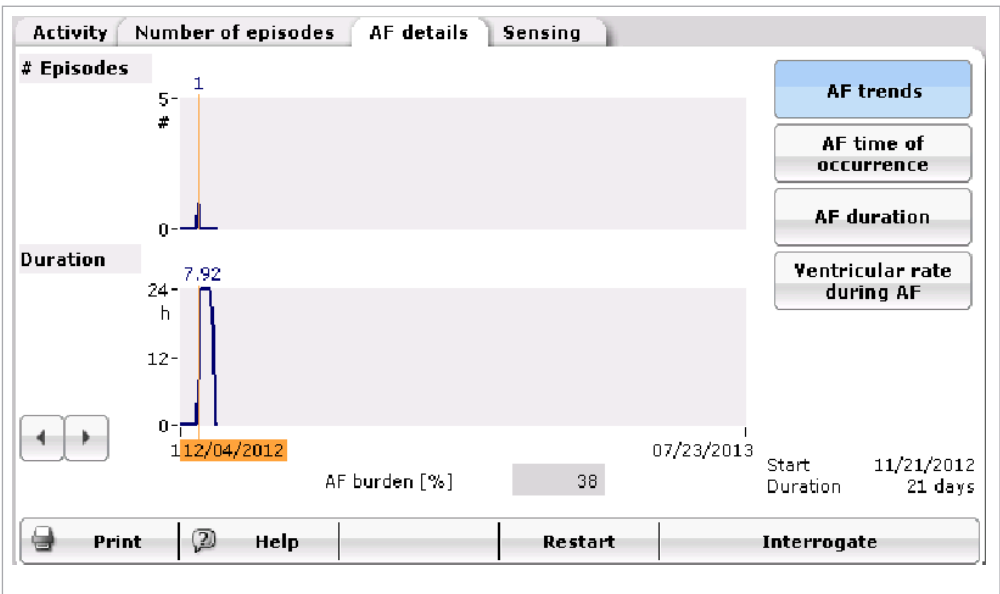 Activity Number of episodes AF details Sensing
# Episodes
1
5
#
0
AF trends
AF time of
occurrence
AF duration
Ventricular rate
during AF
Duration
7.92
24
h
12
0
1 12/04/2012 07/23/2013
AF burden [%] 38
Start 11/21/2012
Duration 21 days
Print Help Restart Interrogate